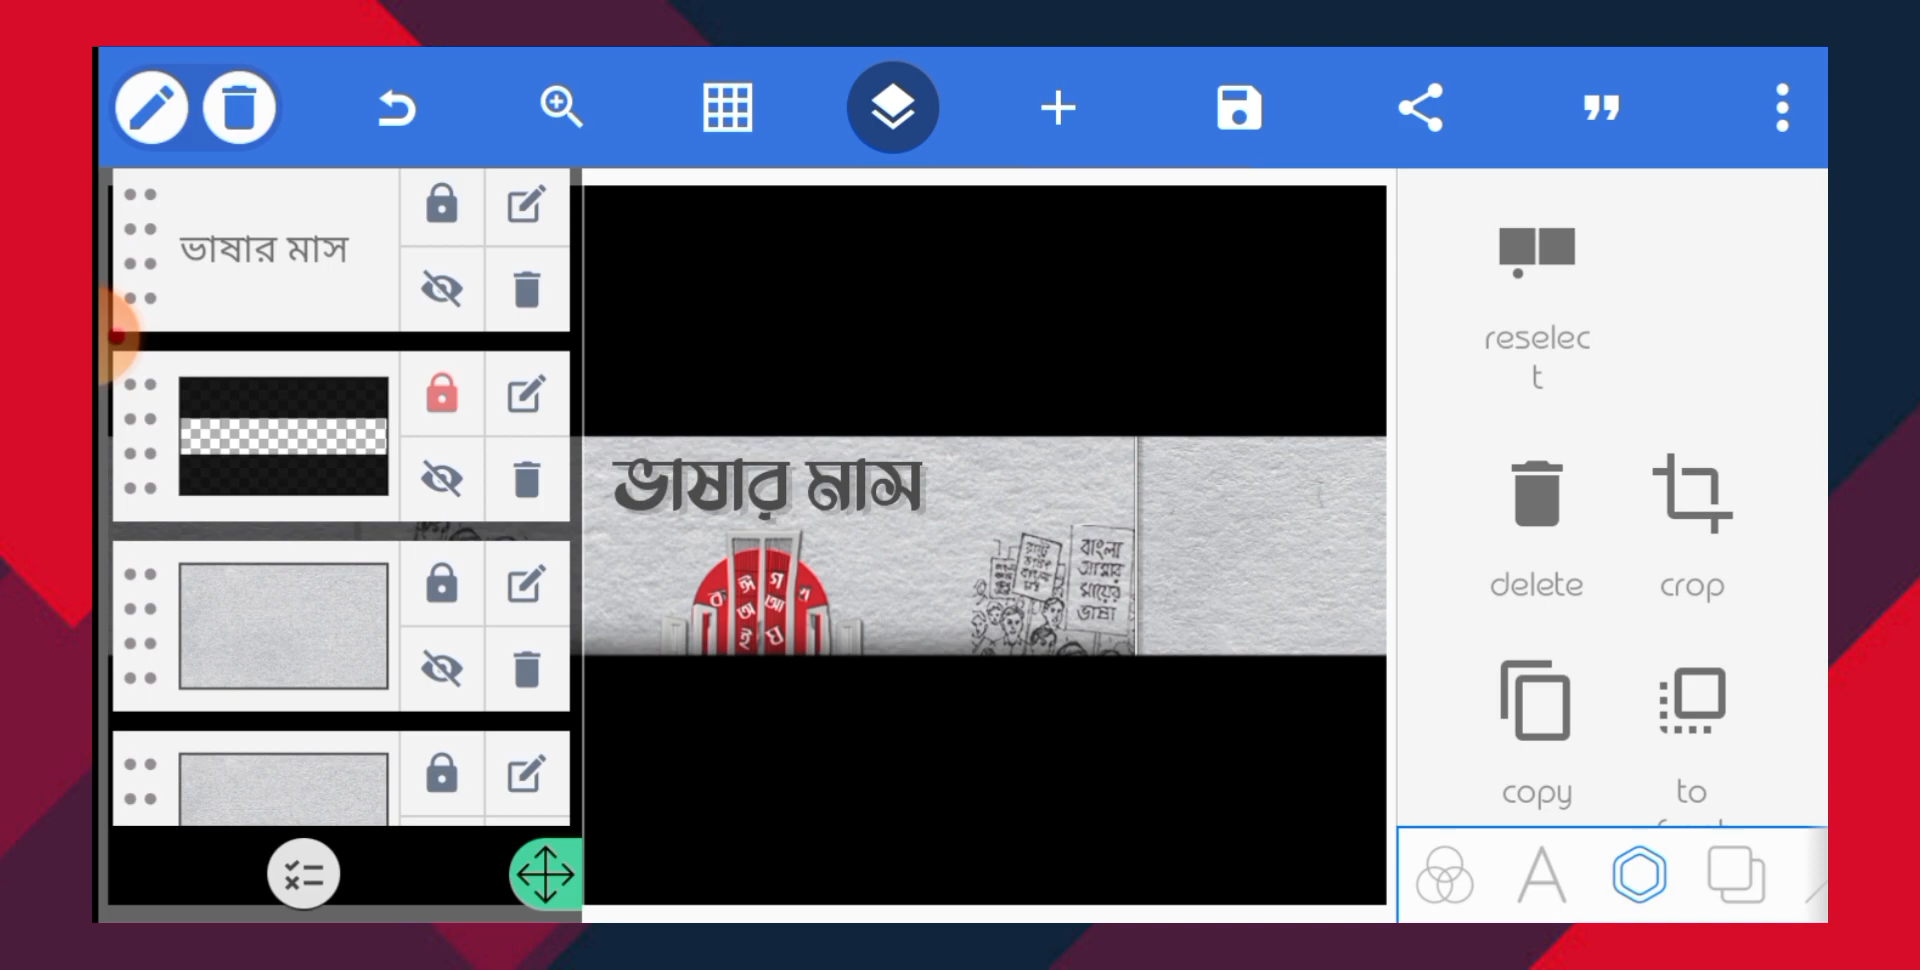 ভাষার মাস
ভাষার মাস
ক ঈ গ
অ আ
ই ঘ
বাংলা
আমার
মায়ের
ভাষা
reselec
t
delete
crop
copy
to